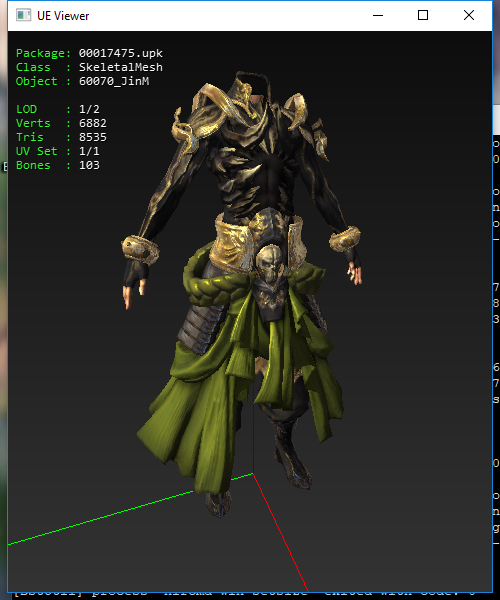 UE Viewer
Package: 00017475.upk
Class : SkeletalMesh
Object : 60070_JinM
LOD : 1/2
Verts : 6882
Tris : 8535
UV Set : 1/1
Bones : 103